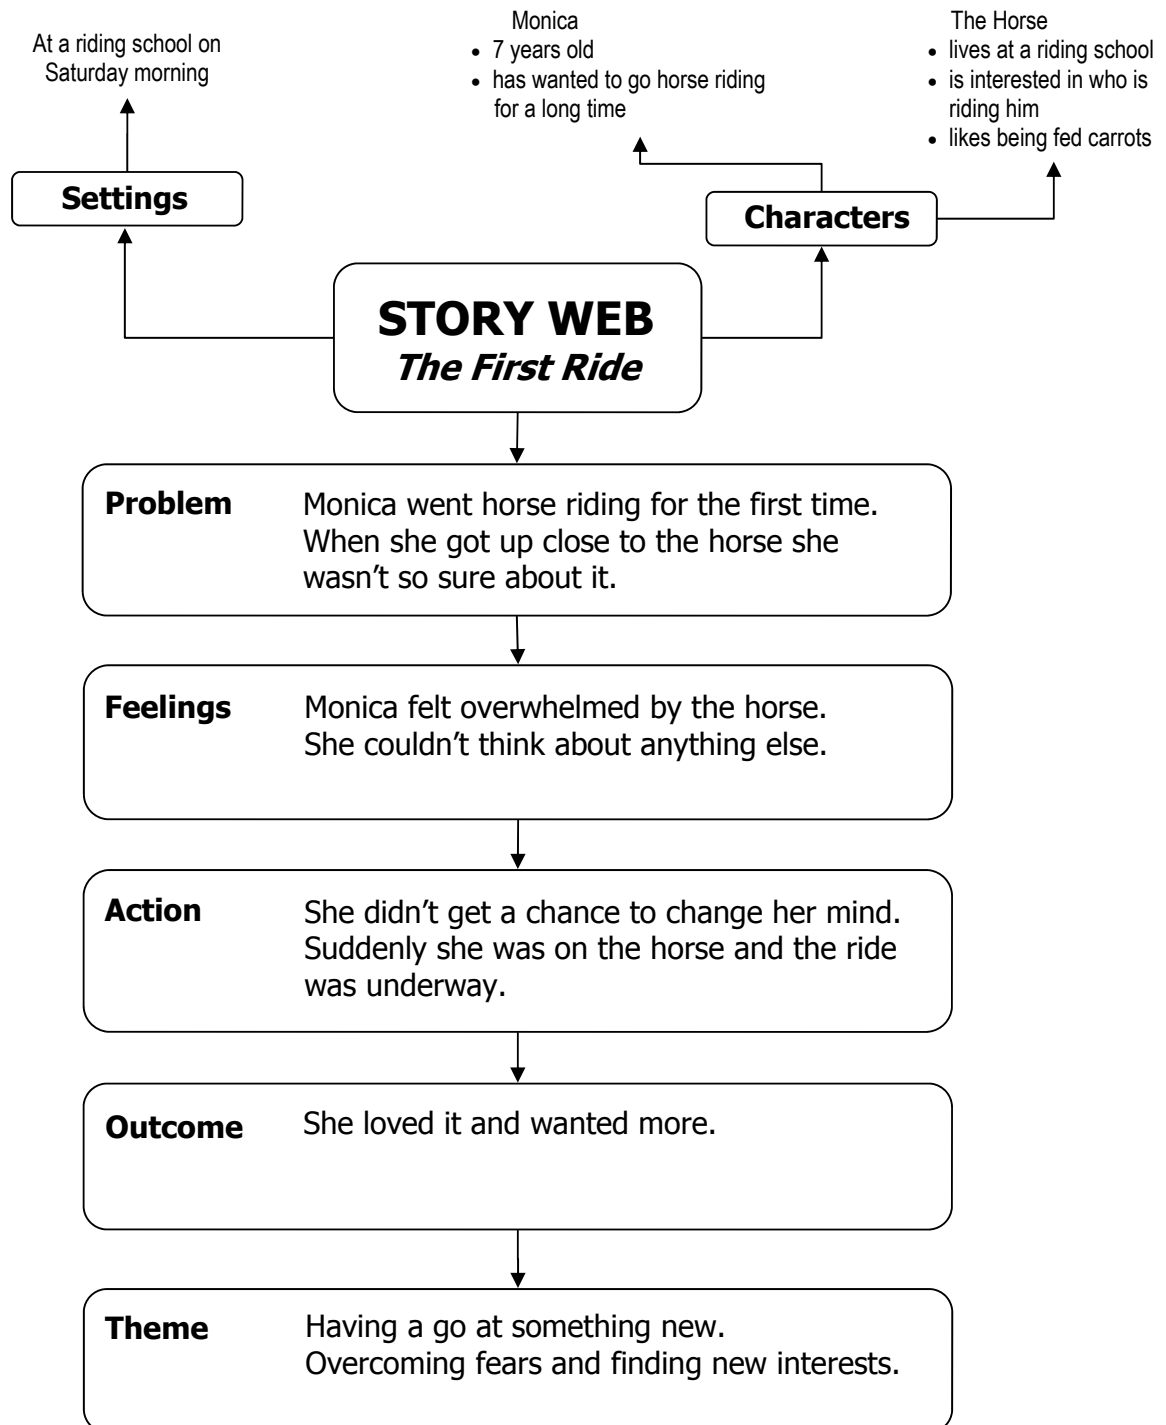 At a riding school on
Saturday morning
Monica
• 7 years old
• has wanted to go horse riding
for a long time
The Horse
• lives at a riding school
• is interested in who is
riding him
• likes being fed carrots
Settings
Characters
STORY WEB
The First Ride
Problem
Monica went horse riding for the first time.
When she got up close to the horse she
wasn't so sure about it.
Feelings
Monica felt overwhelmed by the horse.
She couldn't think about anything else.
Action
She didn't get a chance to change her mind.
Suddenly she was on the horse and the ride
was underway.
Outcome
She loved it and wanted more.
Theme
Having a go at something new.
Overcoming fears and finding new interests.